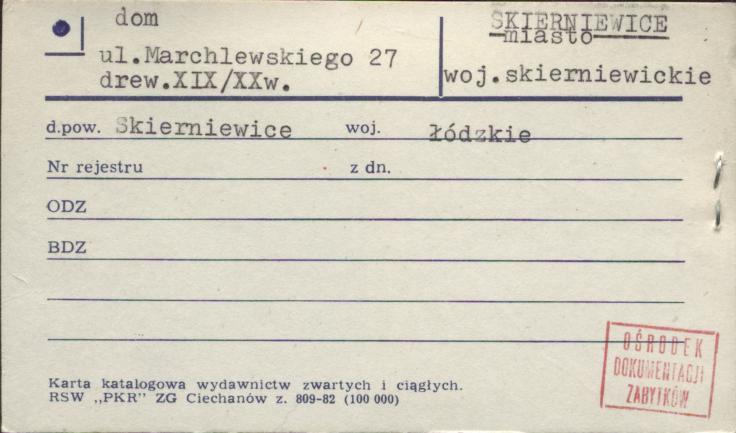 dom
ul.Marchlewskiego 27
drew.XIX/XXw.
SKIERNIEWICE
miasto
woj.skierniewickie
d.pow. Skierniewice woj. łódzkie
Nr rejestru z dn.
ODZ
BDZ
OŚRODEK
DOKUMENTACJI
ZABYTKÓW
Karta katalogowa wydawnictw zwartych i ciągłych.
RSW „PKR" ZG Ciechanów z. 809-82 (100 000)